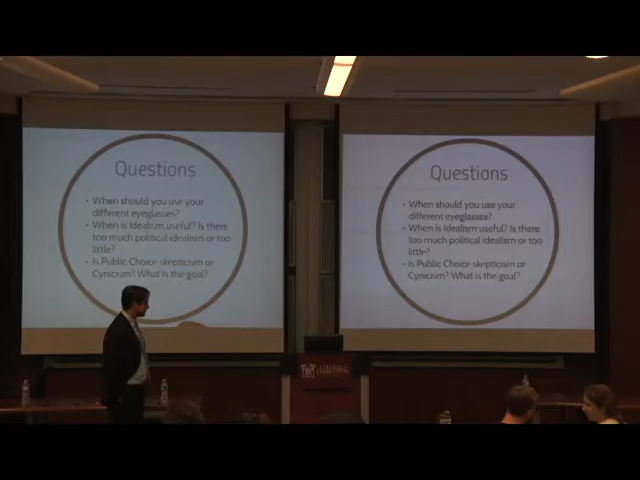 Questions
• When should you use your
different eyeglasses?
• When is idealism useful? Is there
too much political idealism or too
little?
• Is Public Choice skepticism or
Cynicism? What is the goal?
Questions
• When should you use your
different eyeglasses?
• When is idealism useful? Is there
too much political idealism or too
little?
• Is Public Choice skepticism or
Cynicism? What is the goal?